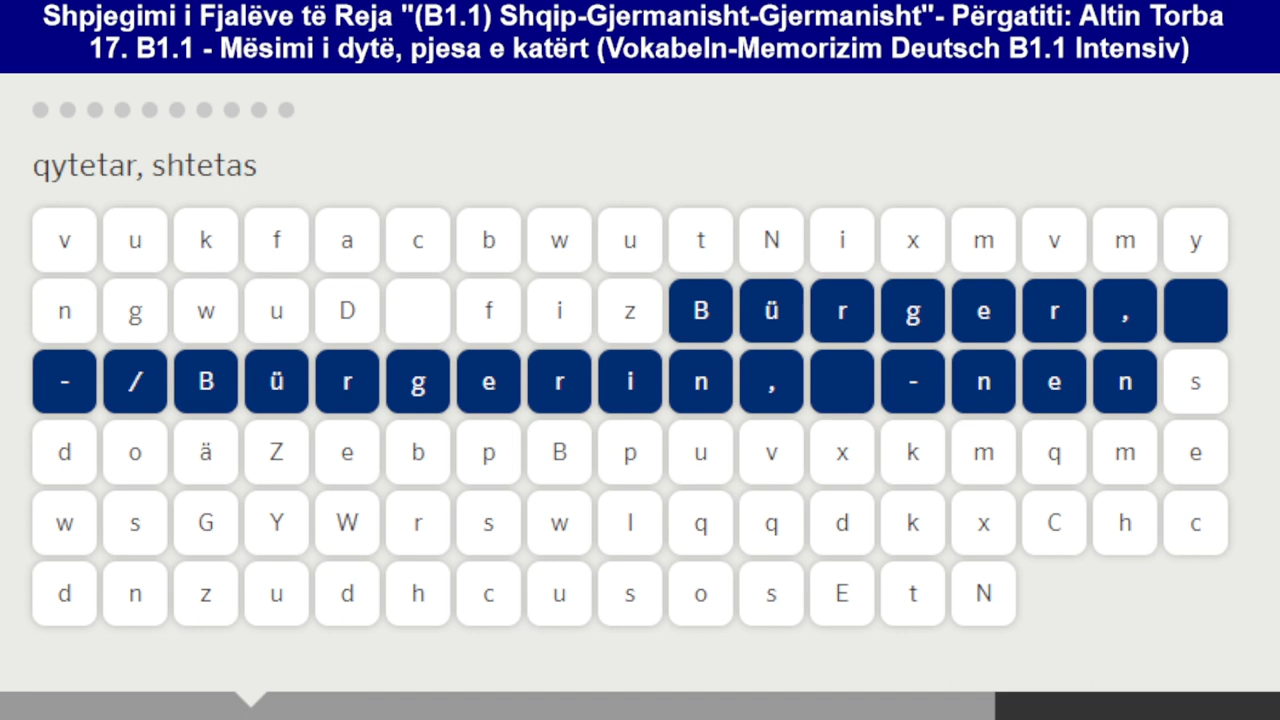 Shpjegimi i Fjalëve të Reja "(B1.1) Shqip-Gjermanisht-Gjermanisht"- Përgatiti: Altin Torba
17. B1.1 - Mësimi i dytë, pjesa e katërt (Vokabeln-Memorizim Deutsch B1.1 Intensiv)
qytetar, shtetas
v u k f a c b w u t N i x m v m y
n g w u D f i z B ü r g e r ,
- / B ü r g e r i n , - n e n s
d o ä Z e b p B p u v x k m q m e
w s G Y W r s w l q q d k x C h c
d n z u d h c u s o s E t N